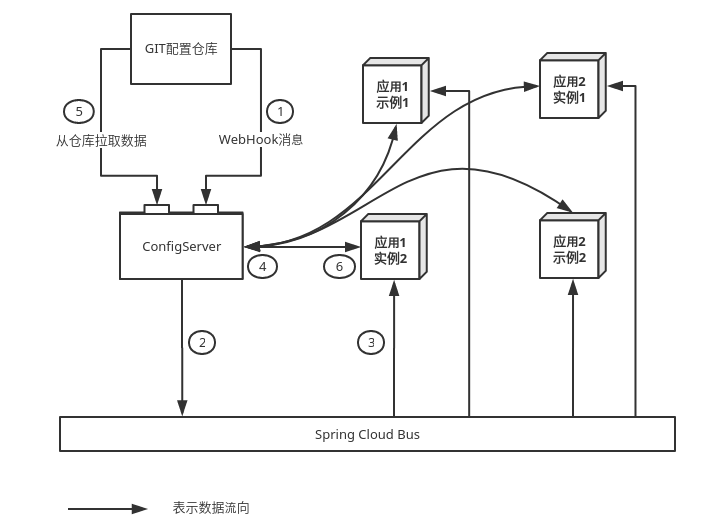 GIT配置仓库
应用1
示例1
应用2
实例1
5
1
从仓库拉取数据
WebHook消息
ConfigServer
应用1
实例2
应用2
示例2
4
6
2
3
Spring Cloud Bus
表示数据流向